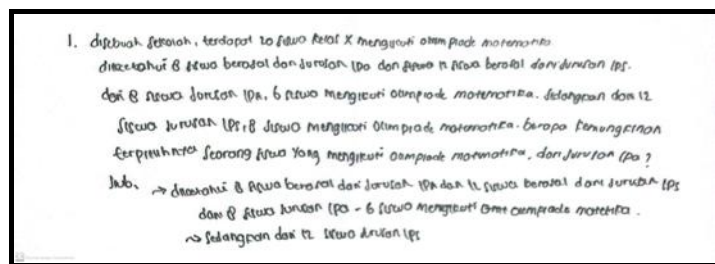 1. disebuah sekolah, terdapat 20 siswa kelas X mengikuti olimpiade matematika
diketahui 8 siswa berasal dari jurusan IPA dan siswa berasal dari jurusan IPS.
dari 8 siswa jurusan IPA, 6 siswa mengikuti olimpiade matematika. sedangkan dari 12
siswa jurusan IPS, 8 siswa mengikuti olimpiade matematika. berapa kemungkinan
terpilihnya seorang siswa yang mengikuti olimpiade matematika, dari jurusan IPA?
Jwb. → diketahui 8 siswa berasal dari jurusan IPA dan 12 siswa berasal dari jurusan IPS
dari 8 siswa jurusan IPA - 6 siswa mengikuti olimpiade matematika.
→ sedangkan dari 12 siswa jurusan IPS